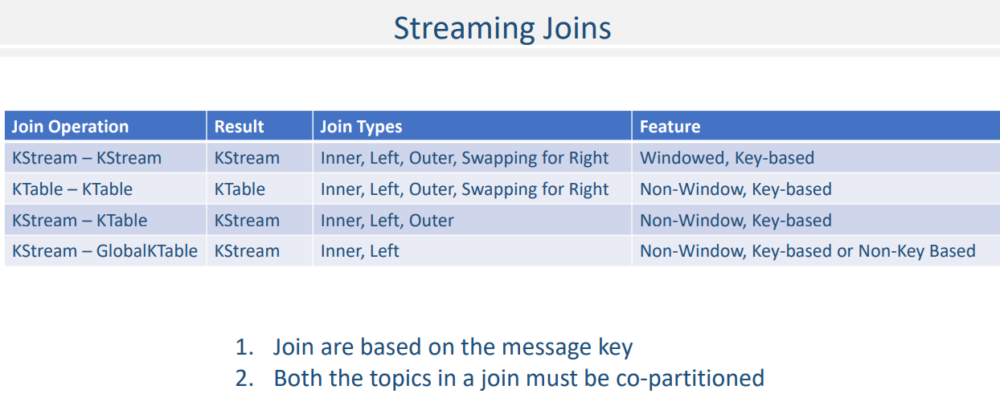 Streaming Joins
Join Operation Result Join Types Feature
KStream – KStream KStream Inner, Left, Outer, Swapping for Right Windowed, Key-based
KTable – KTable KTable Inner, Left, Outer, Swapping for Right Non-Window, Key-based
KStream – KTable KStream Inner, Left, Outer Non-Window, Key-based
KStream – GlobalKTable KStream Inner, Left Non-Window, Key-based or Non-Key Based
1. Join are based on the message key
2. Both the topics in a join must be co-partitioned